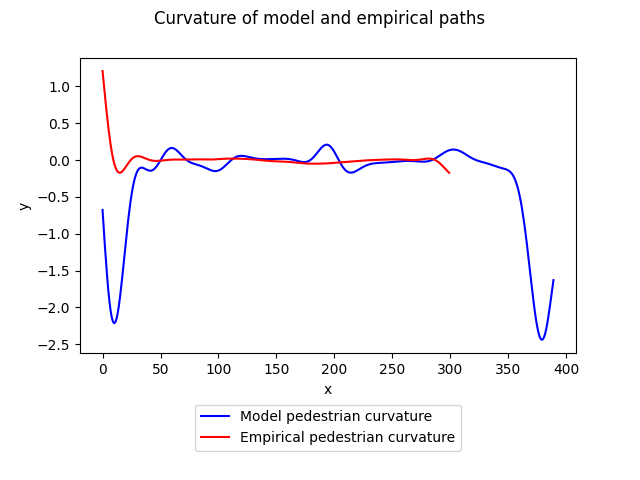 Curvature of model and empirical paths
1.0
0.5
0.0
−0.5
−1.0
−1.5
−2.0
−2.5
y
0 50 100 150 200 250 300 350 400
x
Model pedestrian curvature
Empirical pedestrian curvature